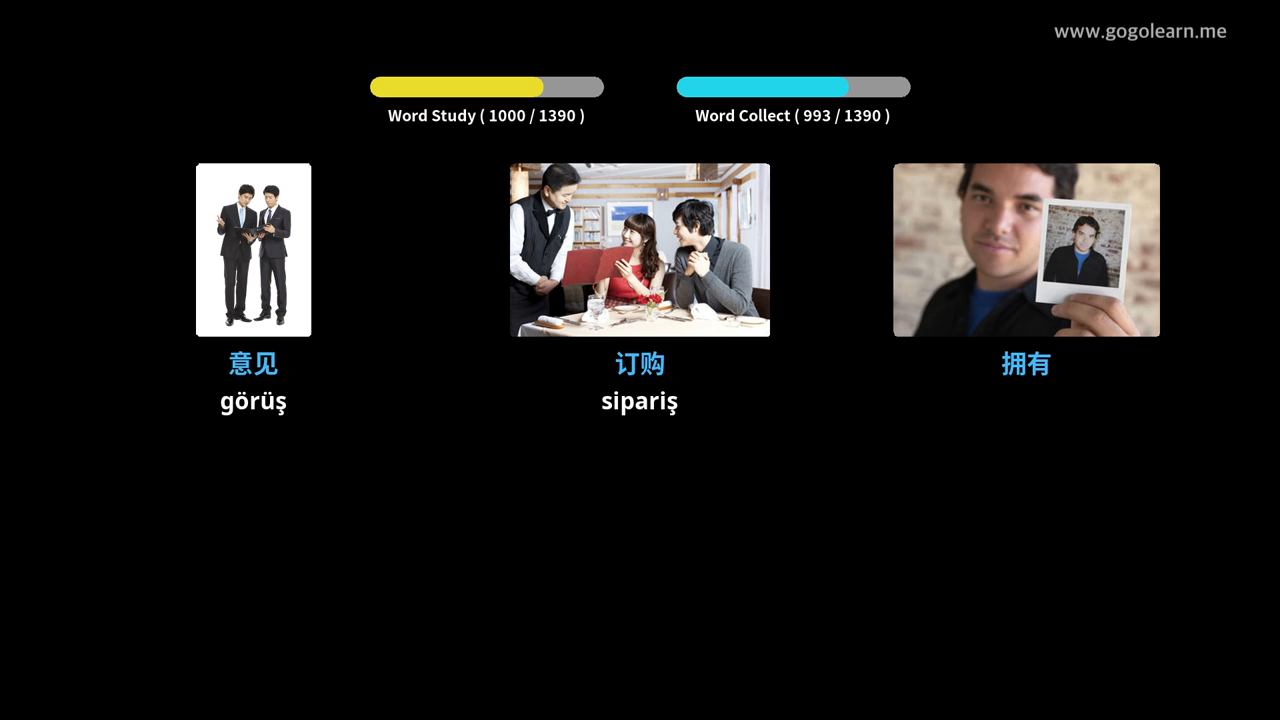 www.gogolearn.me
Word Study ( 1000 / 1390 )
Word Collect ( 993 / 1390 )
意见
görüş
订购
sipariş
拥有